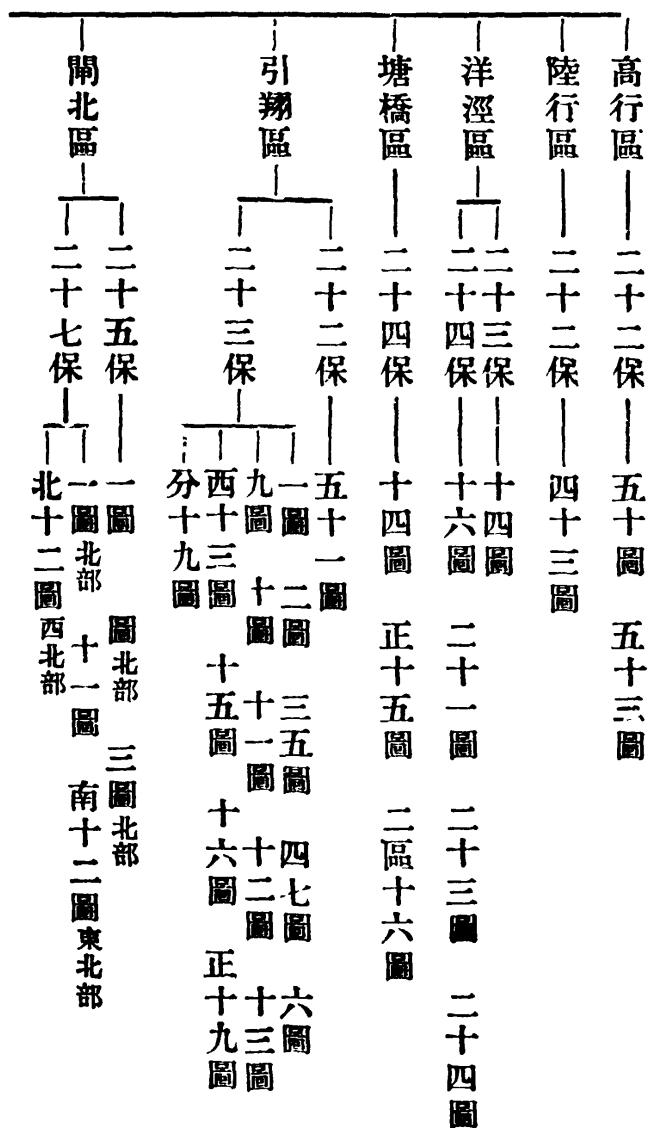 高行區 二十二保 五十圖 五十三圖
陸行區 二十二保 四十三圖
洋涇區
二十三保 十四圖
二十四保 十六圖 二十一圖 二十三圖 二十四圖
塘橋區 二十四保 十四圖 正十五圖 二區十六圖
引翔區
二十二保 五十一圖
二十三保
一圖 二圖 三五圖 四七圖 六圖
九圖 十圖 十一圖 十二圖 十三圖
西十三圖 十五圖 十六圖 正十九圖
分十九圖
閘北區
二十五保 一圖 圖北部 三圖北部
二十七保
一圖北部 十一圖 南十二圖東北部
北十二圖西北部